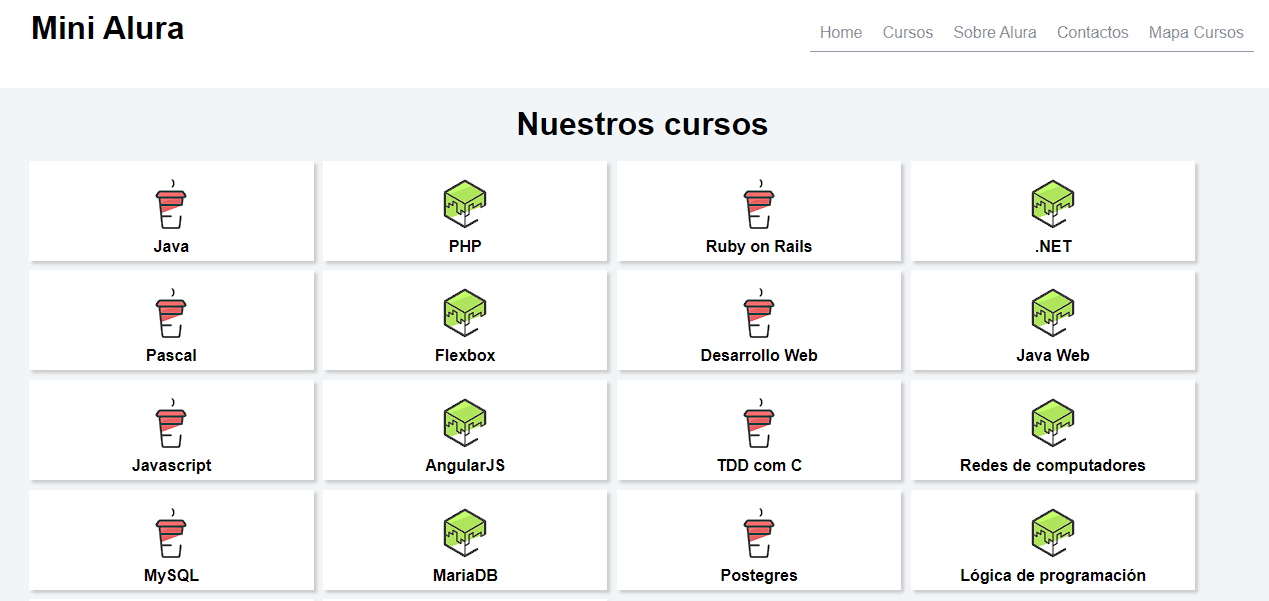 Mini Alura
Home Cursos Sobre Alura Contactos Mapa Cursos
Nuestros cursos
Java PHP Ruby on Rails .NET
Pascal Flexbox Desarrollo Web Java Web
Javascript AngularJS TDD com C Redes de computadores
MySQL MariaDB Postegres Lógica de programación